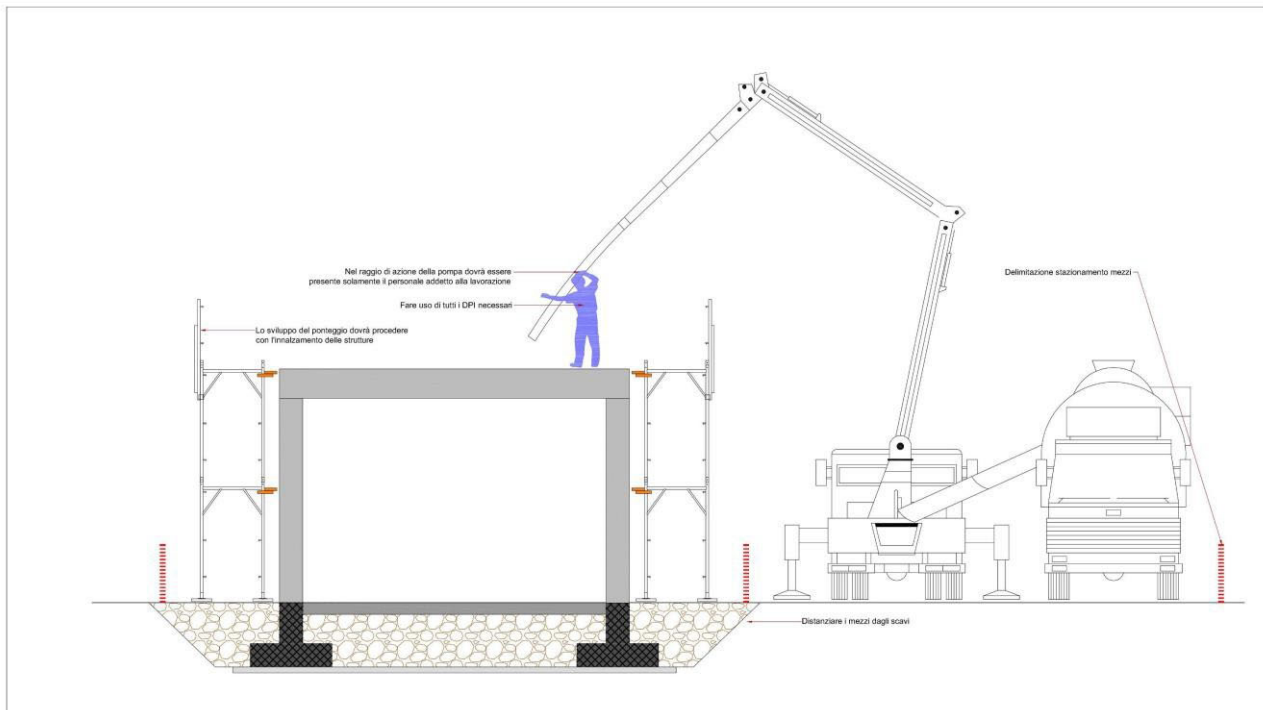 Nel raggio di azione della pompa dovrà essere
presente solamente il personale addetto alla lavorazione
Delimitazione stazionamento mezzi
Fare uso di tutti i DPI necessari
Lo sviluppo del ponteggio dovrà procedere
con l'innalzamento delle strutture
Distanziare i mezzi dagli scavi